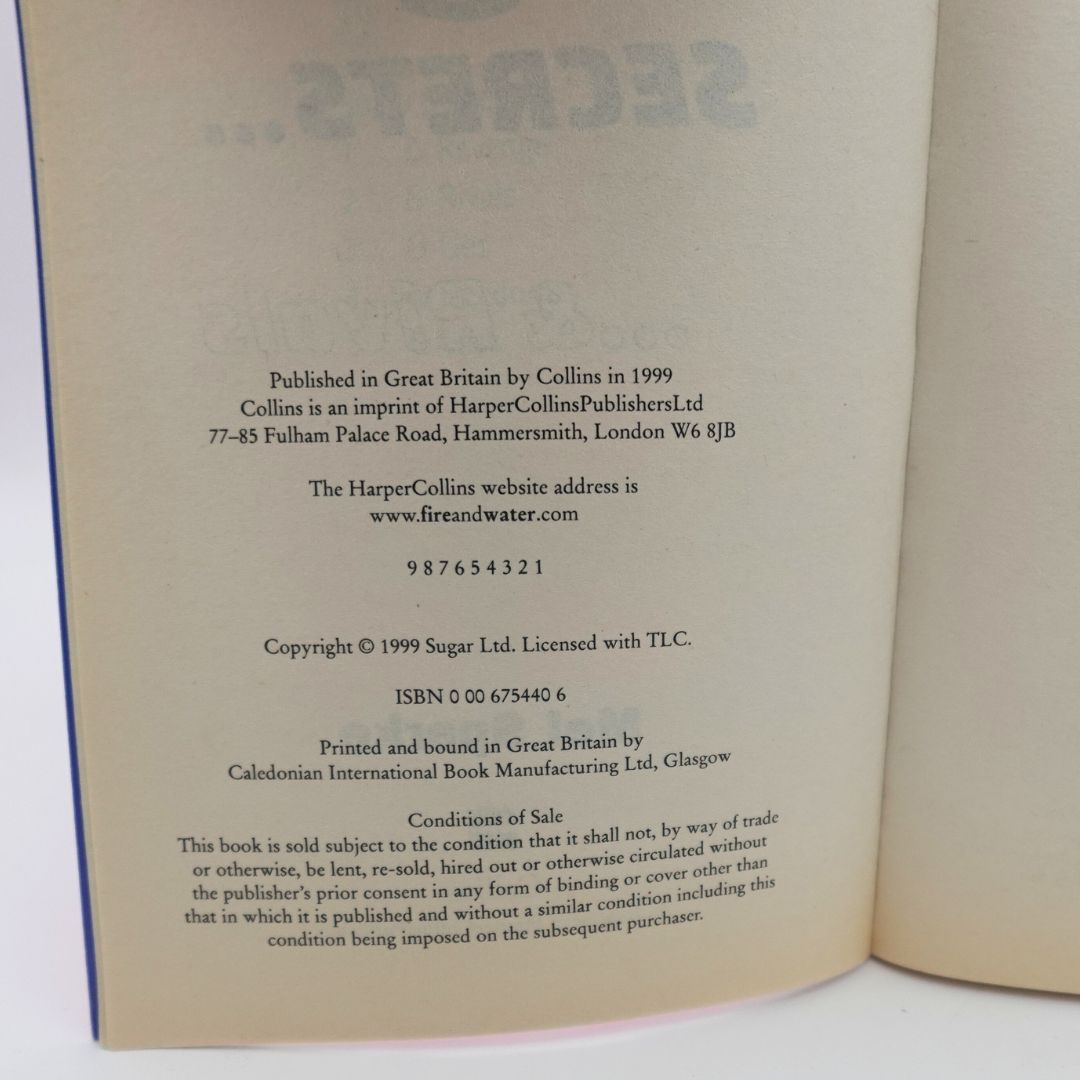 SECRETS...
Published in Great Britain by Collins in 1999
Collins is an imprint of HarperCollinsPublishersLtd
77–85 Fulham Palace Road, Hammersmith, London W6 8JB
The HarperCollins website address is
www.fireandwater.com
9 8 7 6 5 4 3 2 1
Copyright © 1999 Sugar Ltd. Licensed with TLC.
ISBN 0 00 675440 6
Printed and bound in Great Britain by
Caledonian International Book Manufacturing Ltd, Glasgow
Conditions of Sale
This book is sold subject to the condition that it shall not, by way of trade
or otherwise, be lent, re-sold, hired out or otherwise circulated without
the publisher's prior consent in any form of binding or cover other than
that in which it is published and without a similar condition including this
condition being imposed on the subsequent purchaser.